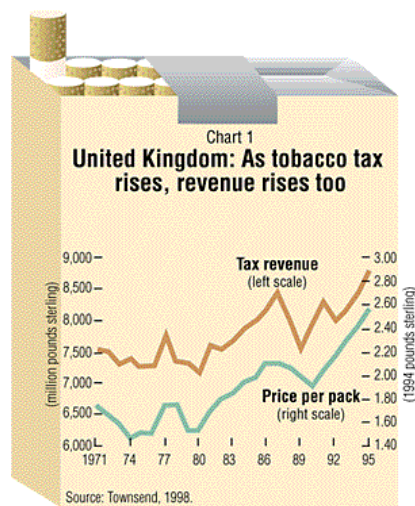 Chart 1
United Kingdom: As tobacco tax
rises, revenue rises too
Tax revenue
(left scale)
Price per pack
(right scale)
(million pounds sterling)
9,000
8,500
8,000
7,500
7,000
6,500
6,000
3.00
2.80
2.60
2.40
2.20
2.00
1.80
1.60
1.40
(1994 pounds sterling)
1971 74 77 80 83 86 89 92 95
Source: Townsend, 1998.